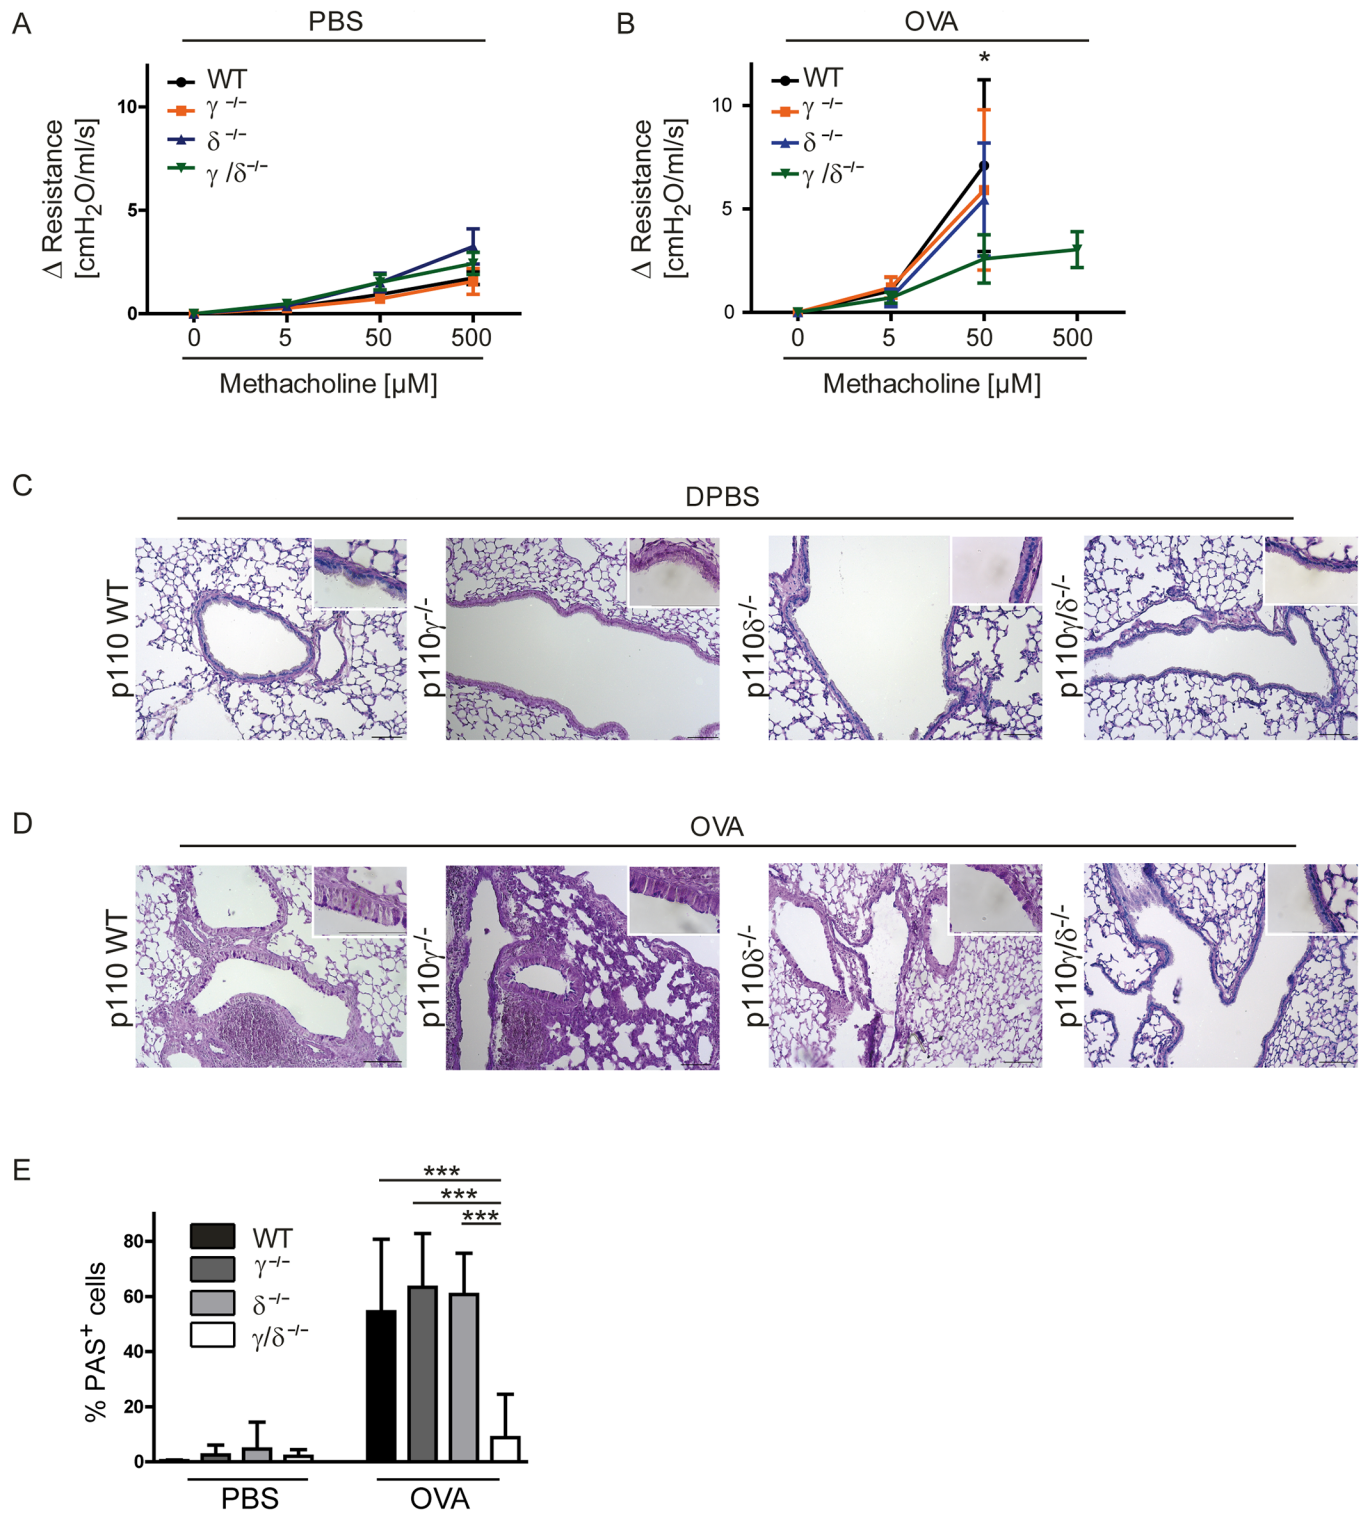 A
PBS
WT
γ −/−
δ −/−
γ /δ−/−
10
5
0
Δ Resistance
[cmH2O/ml/s]
0 5 50 500
Methacholine [µM]
B
OVA
*
WT
γ −/−
δ −/−
γ /δ−/−
10
5
0
Δ Resistance
[cmH2O/ml/s]
0 5 50 500
Methacholine [µM]
C
DPBS
p110 WT
p110γ-/-
p110δ-/-
p110γ/δ-/-
D
OVA
p110 WT
p110γ-/-
p110δ-/-
p110γ/δ-/-
E
***
***
***
WT
γ−/−
δ−/−
γ/δ−/−
80
60
40
20
0
% PAS+ cells
PBS OVA